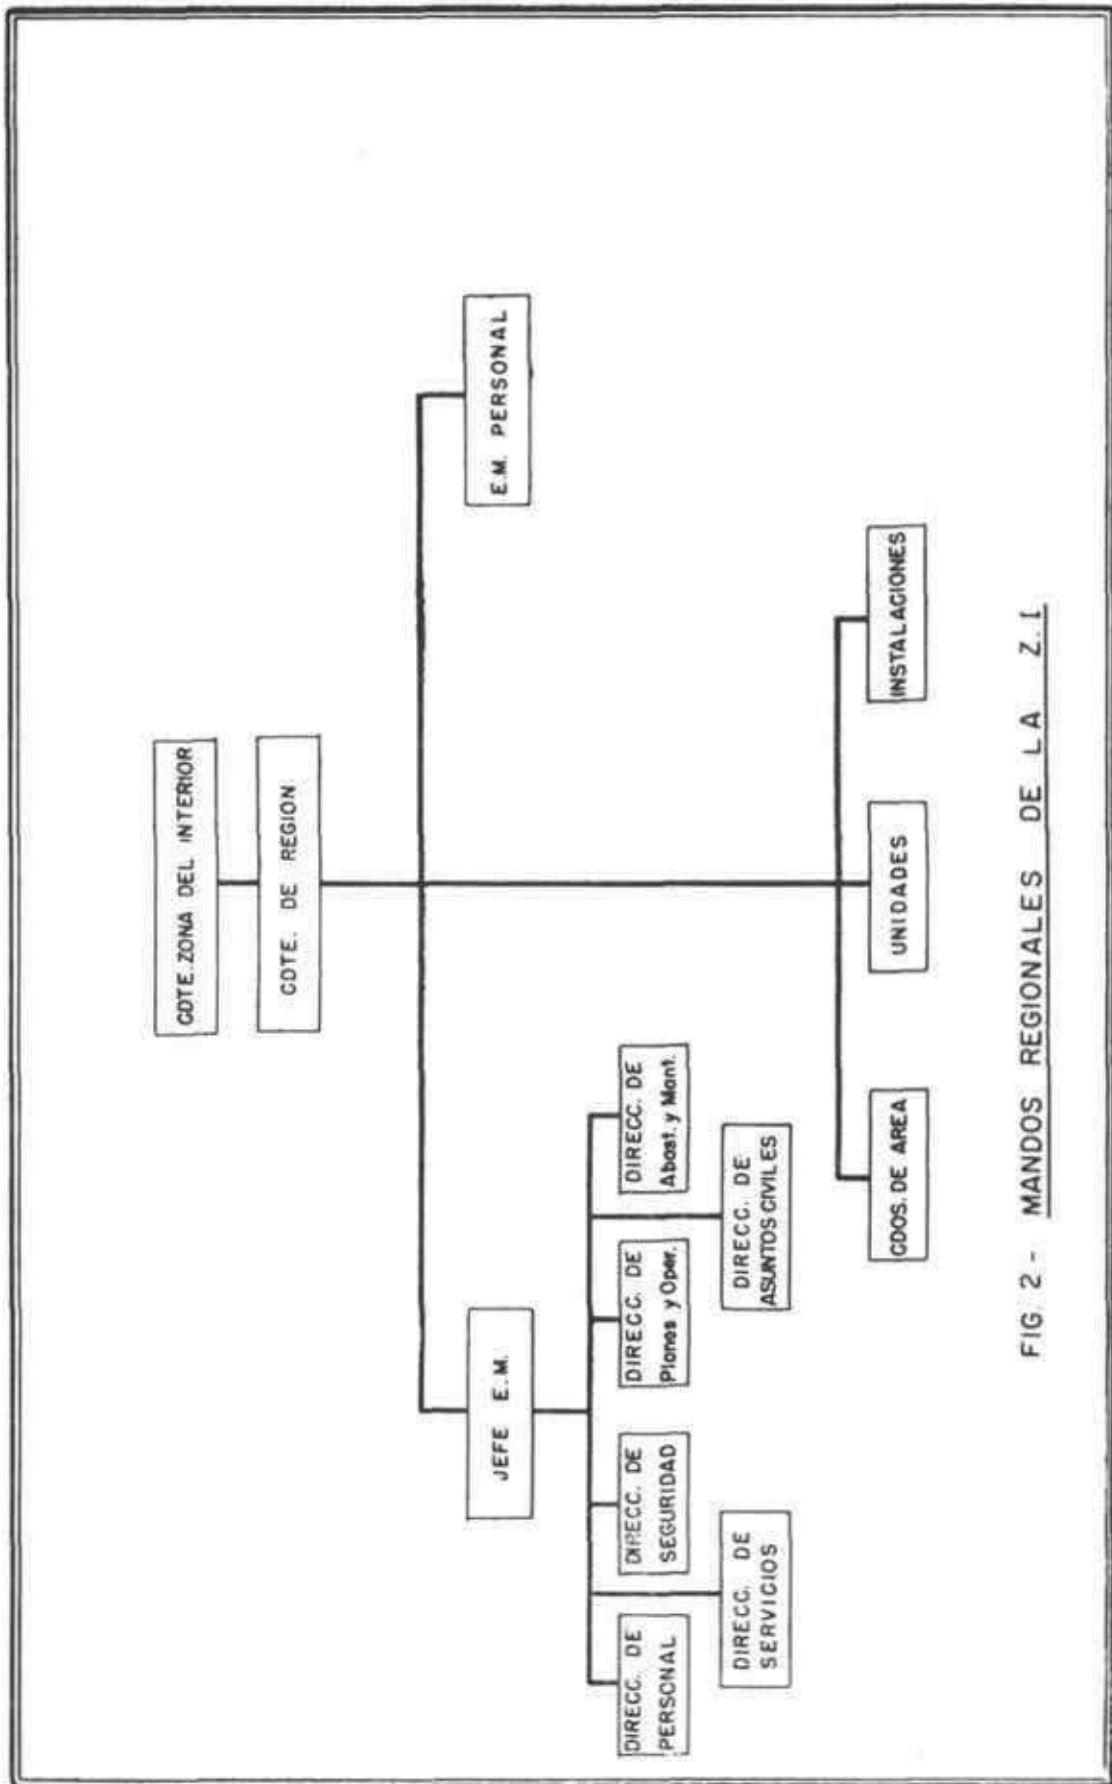 CDTE. ZONA DEL INTERIOR
CDTE. DE REGION
JEFE E.M.
E.M. PERSONAL
DIRECC. DE
PERSONAL
DIRECC. DE
SEGURIDAD
DIRECC. DE
Planes y Oper.
DIRECC. DE
Abast. y Mant.
DIRECC. DE
SERVICIOS
DIRECC. DE
ASUNTOS CIVILES
CDOS. DE AREA
UNIDADES
INSTALACIONES
FIG. 2 - MANDOS REGIONALES DE LA Z.I